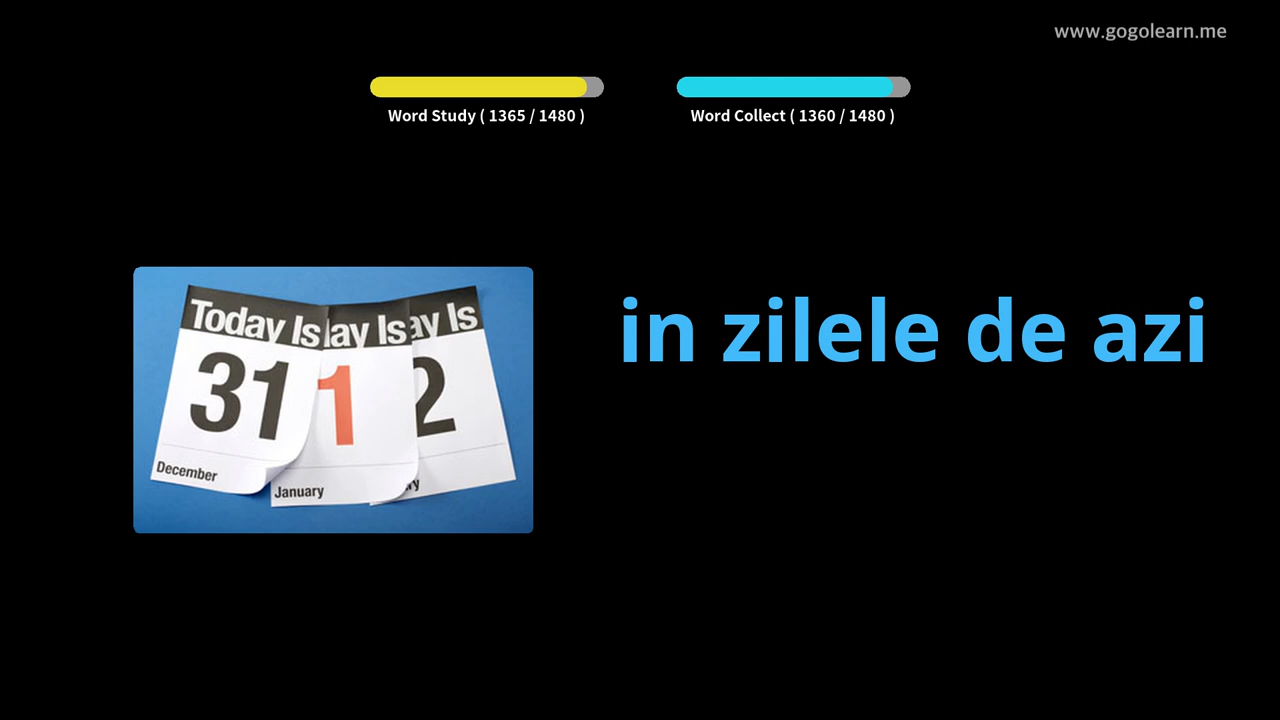 www.gogolearn.me
Word Study ( 1365 / 1480 )
Word Collect ( 1360 / 1480 )
in zilele de azi
Today Is
ay Is
ay Is
31
1
2
December
January
ry